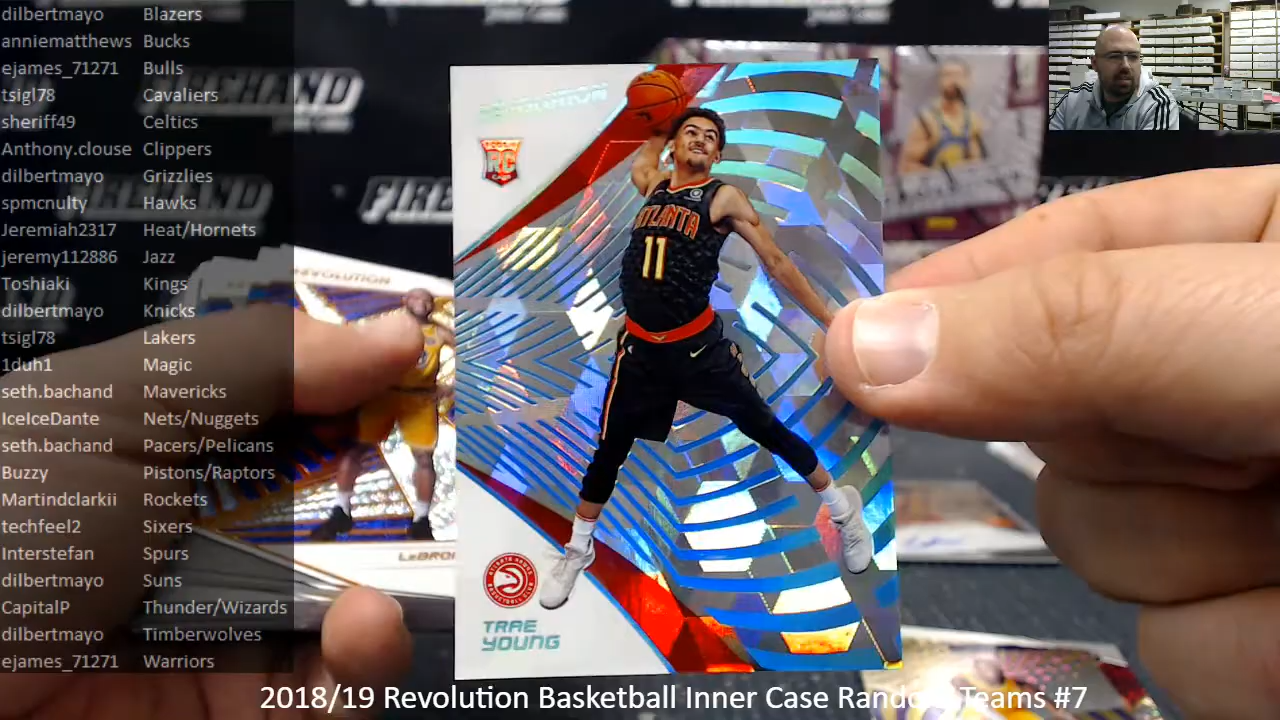 dilbertmayo Blazers
anniematthews Bucks
ejames_71271 Bulls
tsigl78 Cavaliers
sheriff49 Celtics
Anthony.clouse Clippers
dilbertmayo Grizzlies
spmcnulty Hawks
Jeremiah2317 Heat/Hornets
jeremy112886 Jazz
Toshiaki Kings
dilbertmayo Knicks
tsigl78 Lakers
1duh1 Magic
seth.bachand Mavericks
IceIceDante Nets/Nuggets
seth.bachand Pacers/Pelicans
Buzzy Pistons/Raptors
Martindclarkii Rockets
techfeel2 Sixers
Interstefan Spurs
dilbertmayo Suns
CapitalP Thunder/Wizards
dilbertmayo Timberwolves
ejames_71271 Warriors
REVOLUTION
RC
ATLANTA
11
TRAE
YOUNG
2018/19 Revolution Basketball Inner Case Random Teams #7